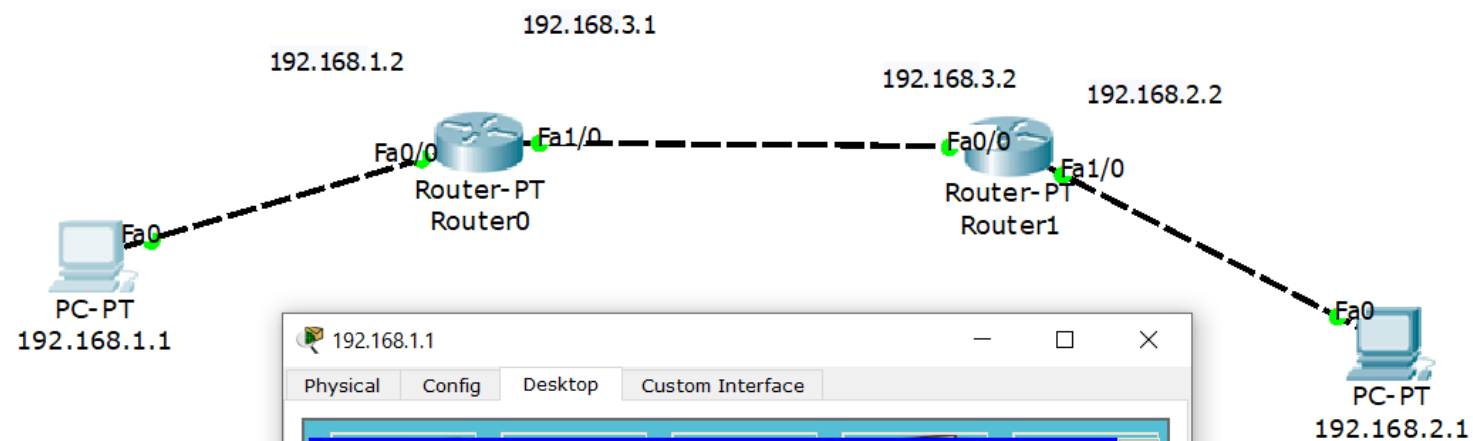 192.168.3.1
192.168.1.2
192.168.3.2
192.168.2.2
Fa0/0
Fa1/0
Fa0/0
Fa1/0
Router-PT
Router0
Router-PT
Router1
Fa0
PC-PT
192.168.1.1
Fa0
PC-PT
192.168.2.1
192.168.1.1
Physical Config Desktop Custom Interface